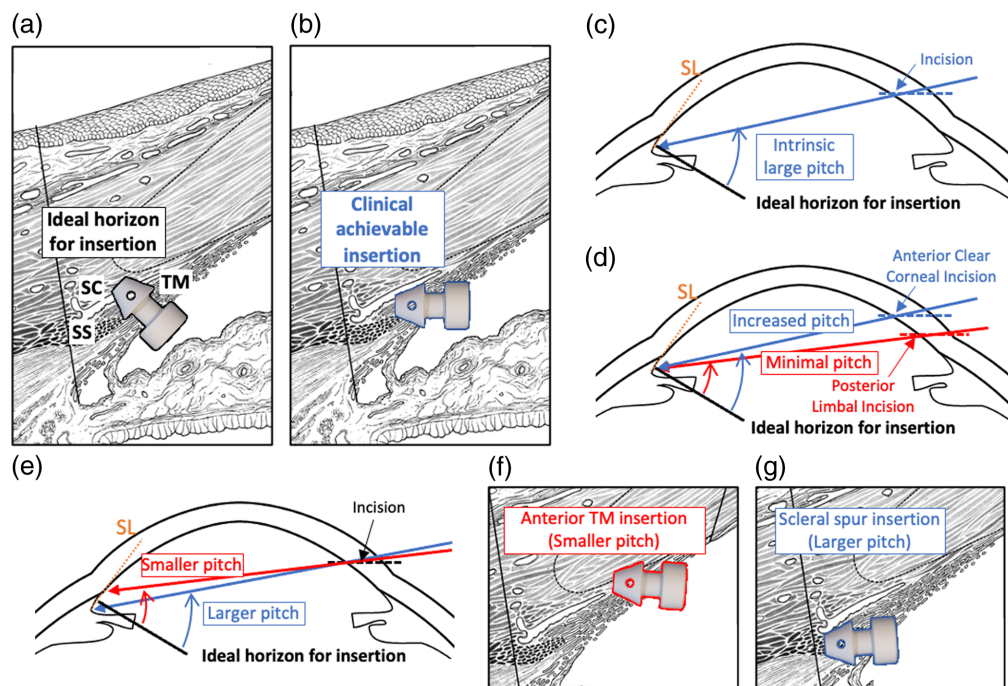 (a)
Ideal horizon
for insertion
SC
TM
SS
(b)
Clinical
achievable
insertion
(c)
SL
Incision
Intrinsic
large pitch
Ideal horizon for insertion
(d)
SL
Anterior Clear
Corneal Incision
Increased pitch
Minimal pitch
Posterior
Limbal Incision
Ideal horizon for insertion
(e)
SL
Incision
Smaller pitch
Larger pitch
Ideal horizon for insertion
(f)
Anterior TM insertion
(Smaller pitch)
(g)
Scleral spur insertion
(Larger pitch)